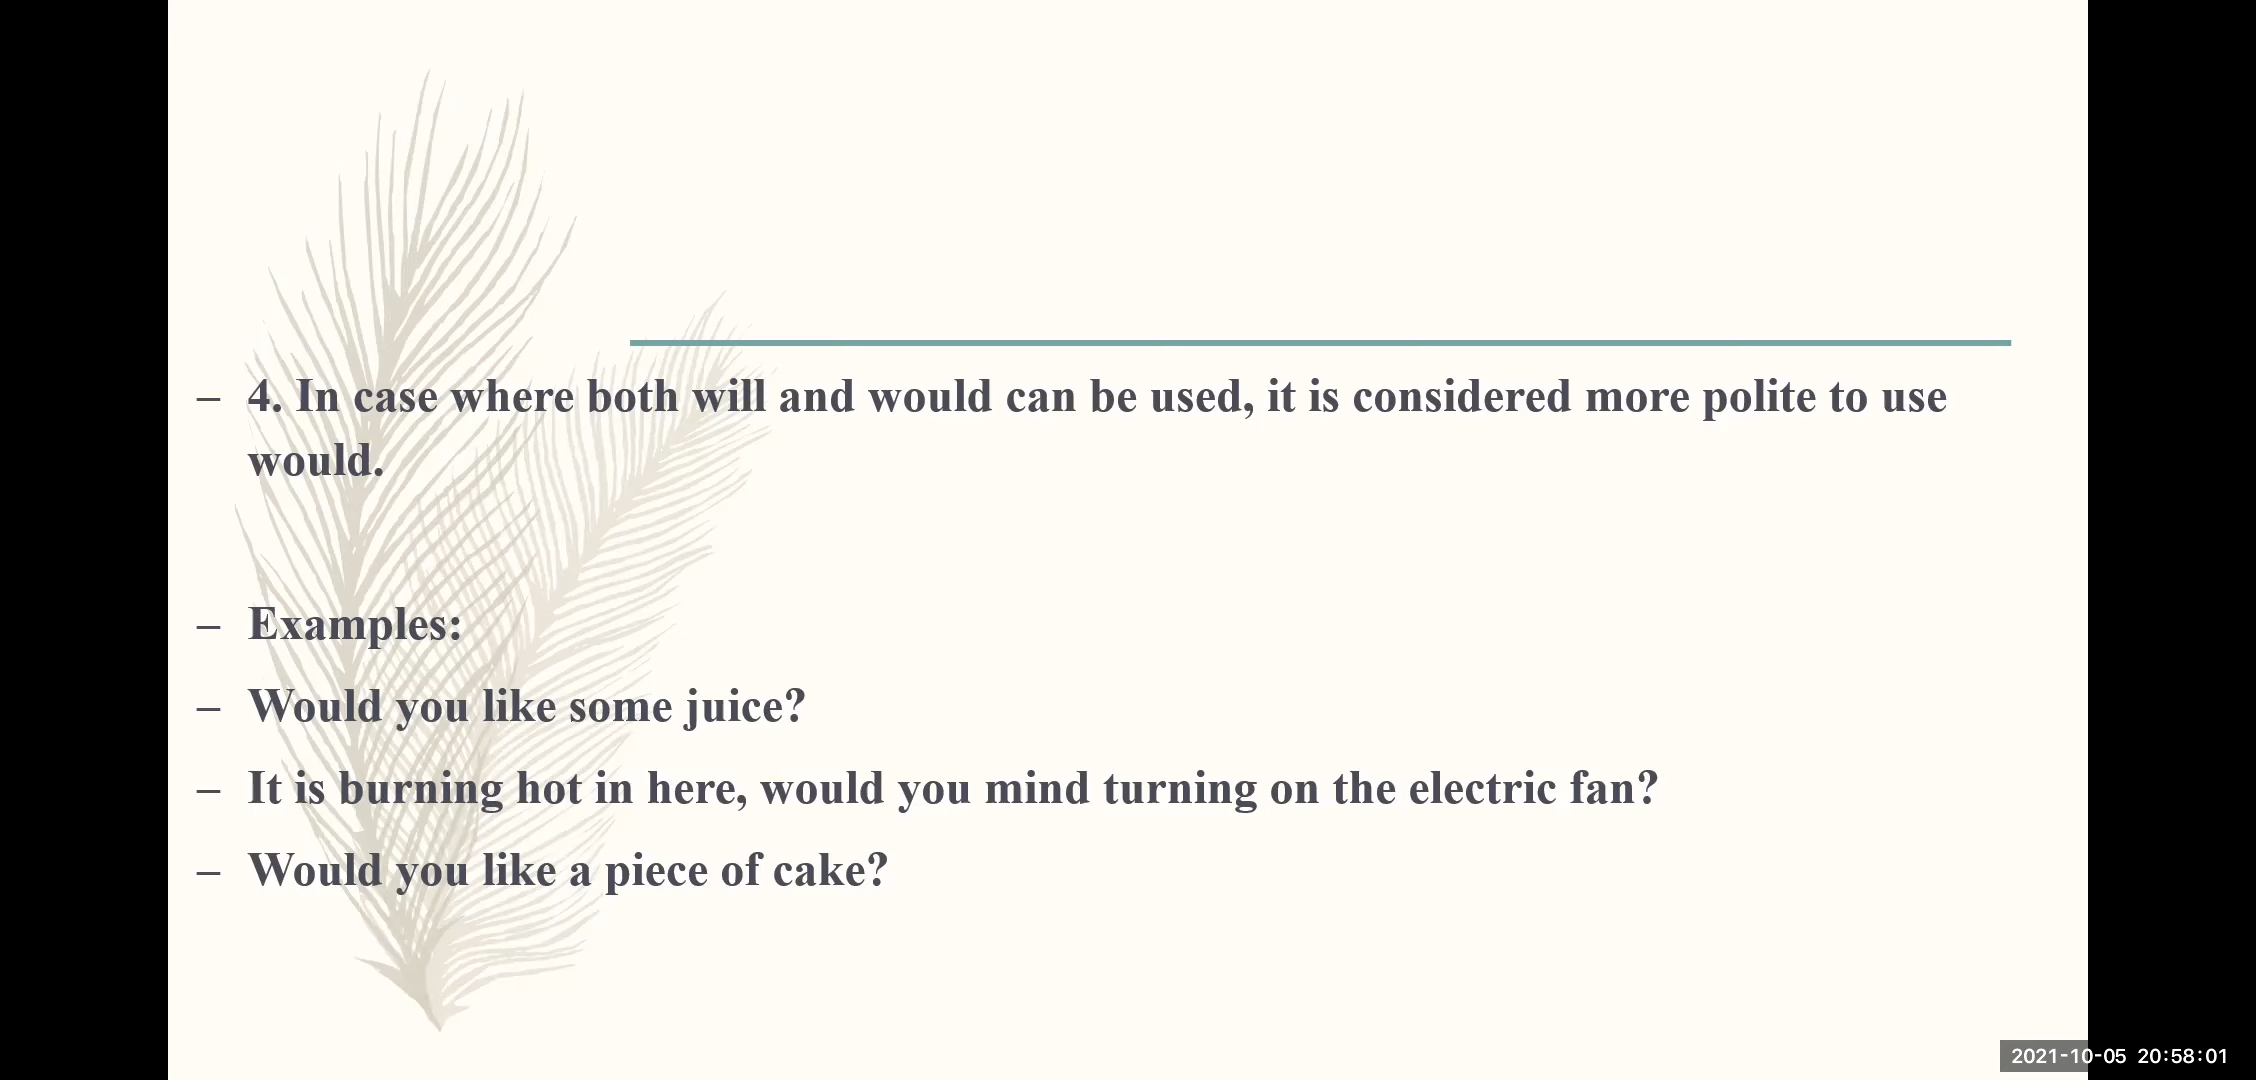 – 4. In case where both will and would can be used, it is considered more polite to use
would.
– Examples:
– Would you like some juice?
– It is burning hot in here, would you mind turning on the electric fan?
– Would you like a piece of cake?
2021-10-05 20:58:01